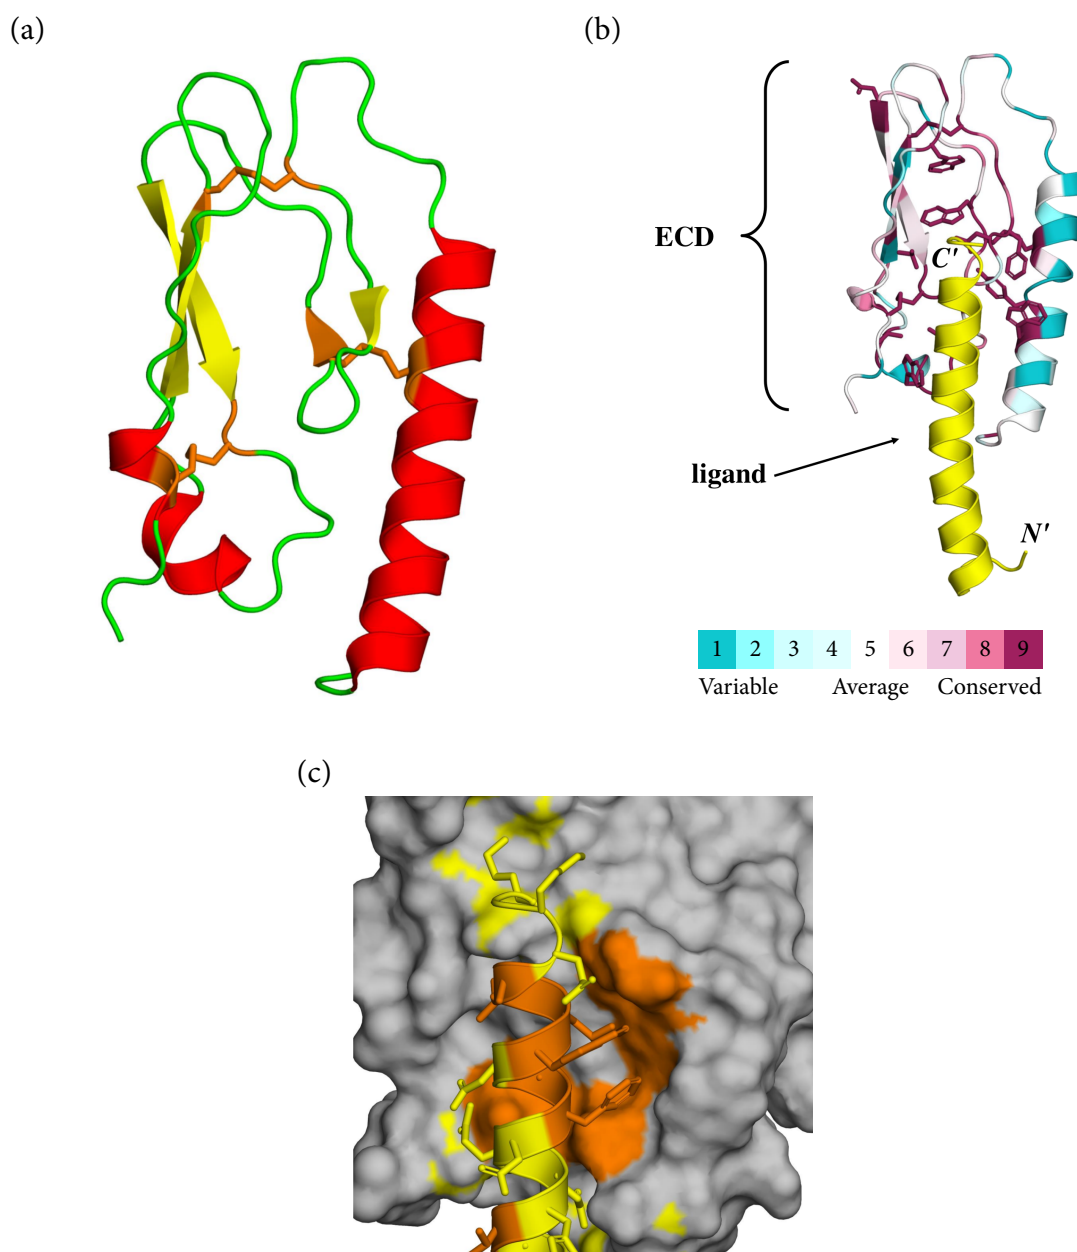 (a)
(b)
ECD
C'
ligand
N'
1 2 3 4 5 6 7 8 9
Variable Average Conserved
(c)